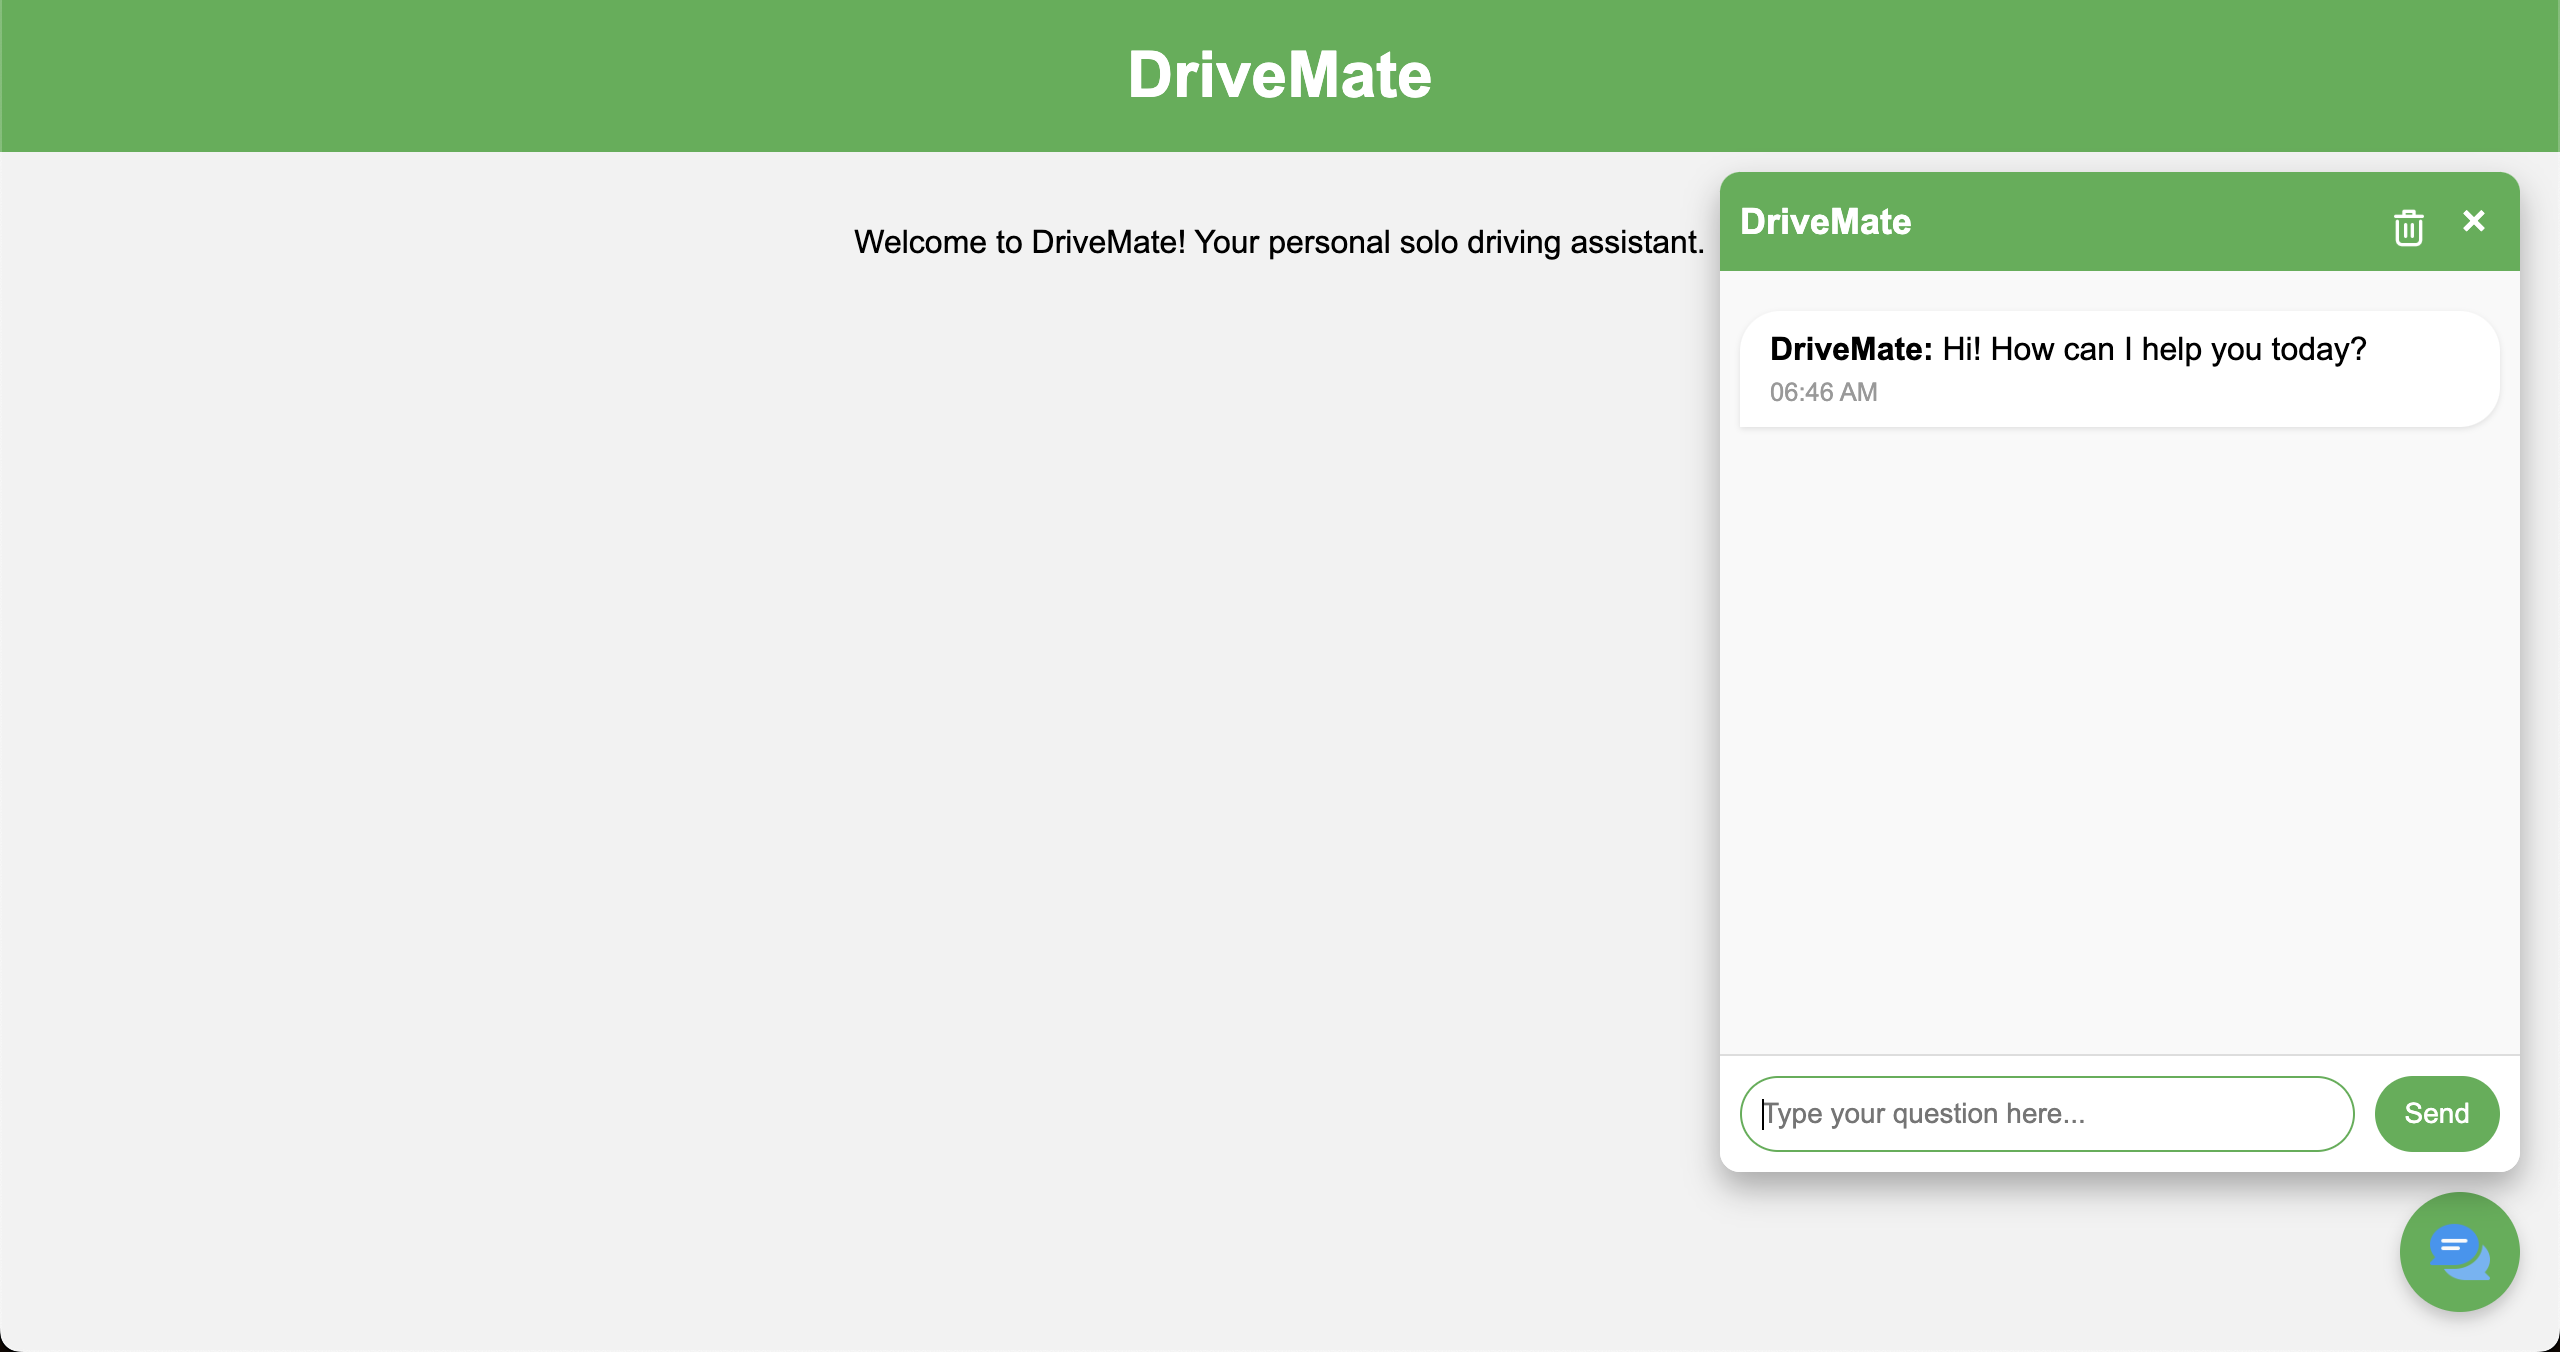 DriveMate
Welcome to DriveMate! Your personal solo driving assistant.
DriveMate
DriveMate: Hi! How can I help you today?
06:46 AM
Type your question here...
Send